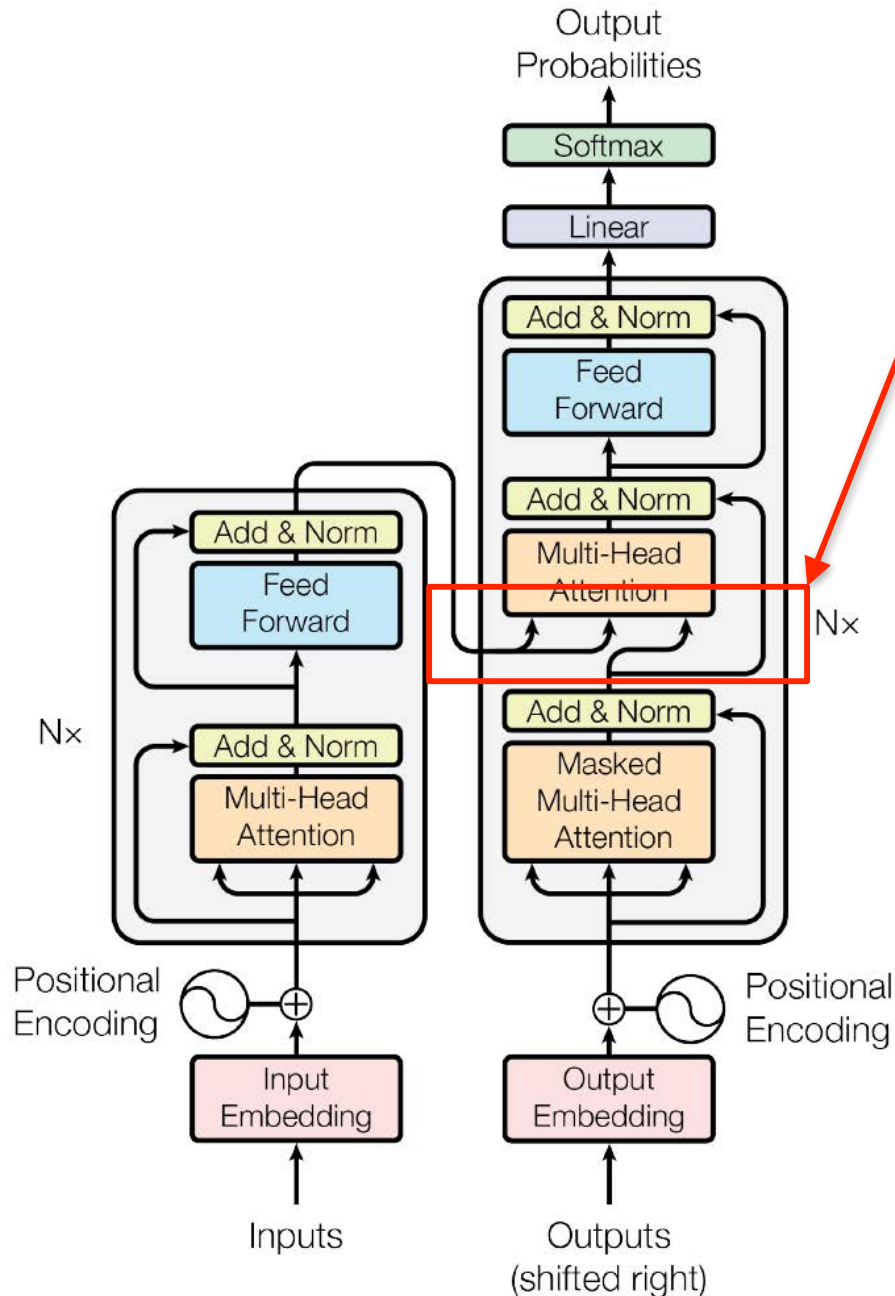 Output
Probabilities
Softmax
Linear
Add & Norm
Feed
Forward
Add & Norm
Multi-Head
Attention
Nx
Add & Norm
Masked
Multi-Head
Attention
Add & Norm
Feed
Forward
Nx
Add & Norm
Multi-Head
Attention
Positional
Encoding
Positional
Encoding
Input
Embedding
Output
Embedding
Inputs
Outputs
(shifted right)